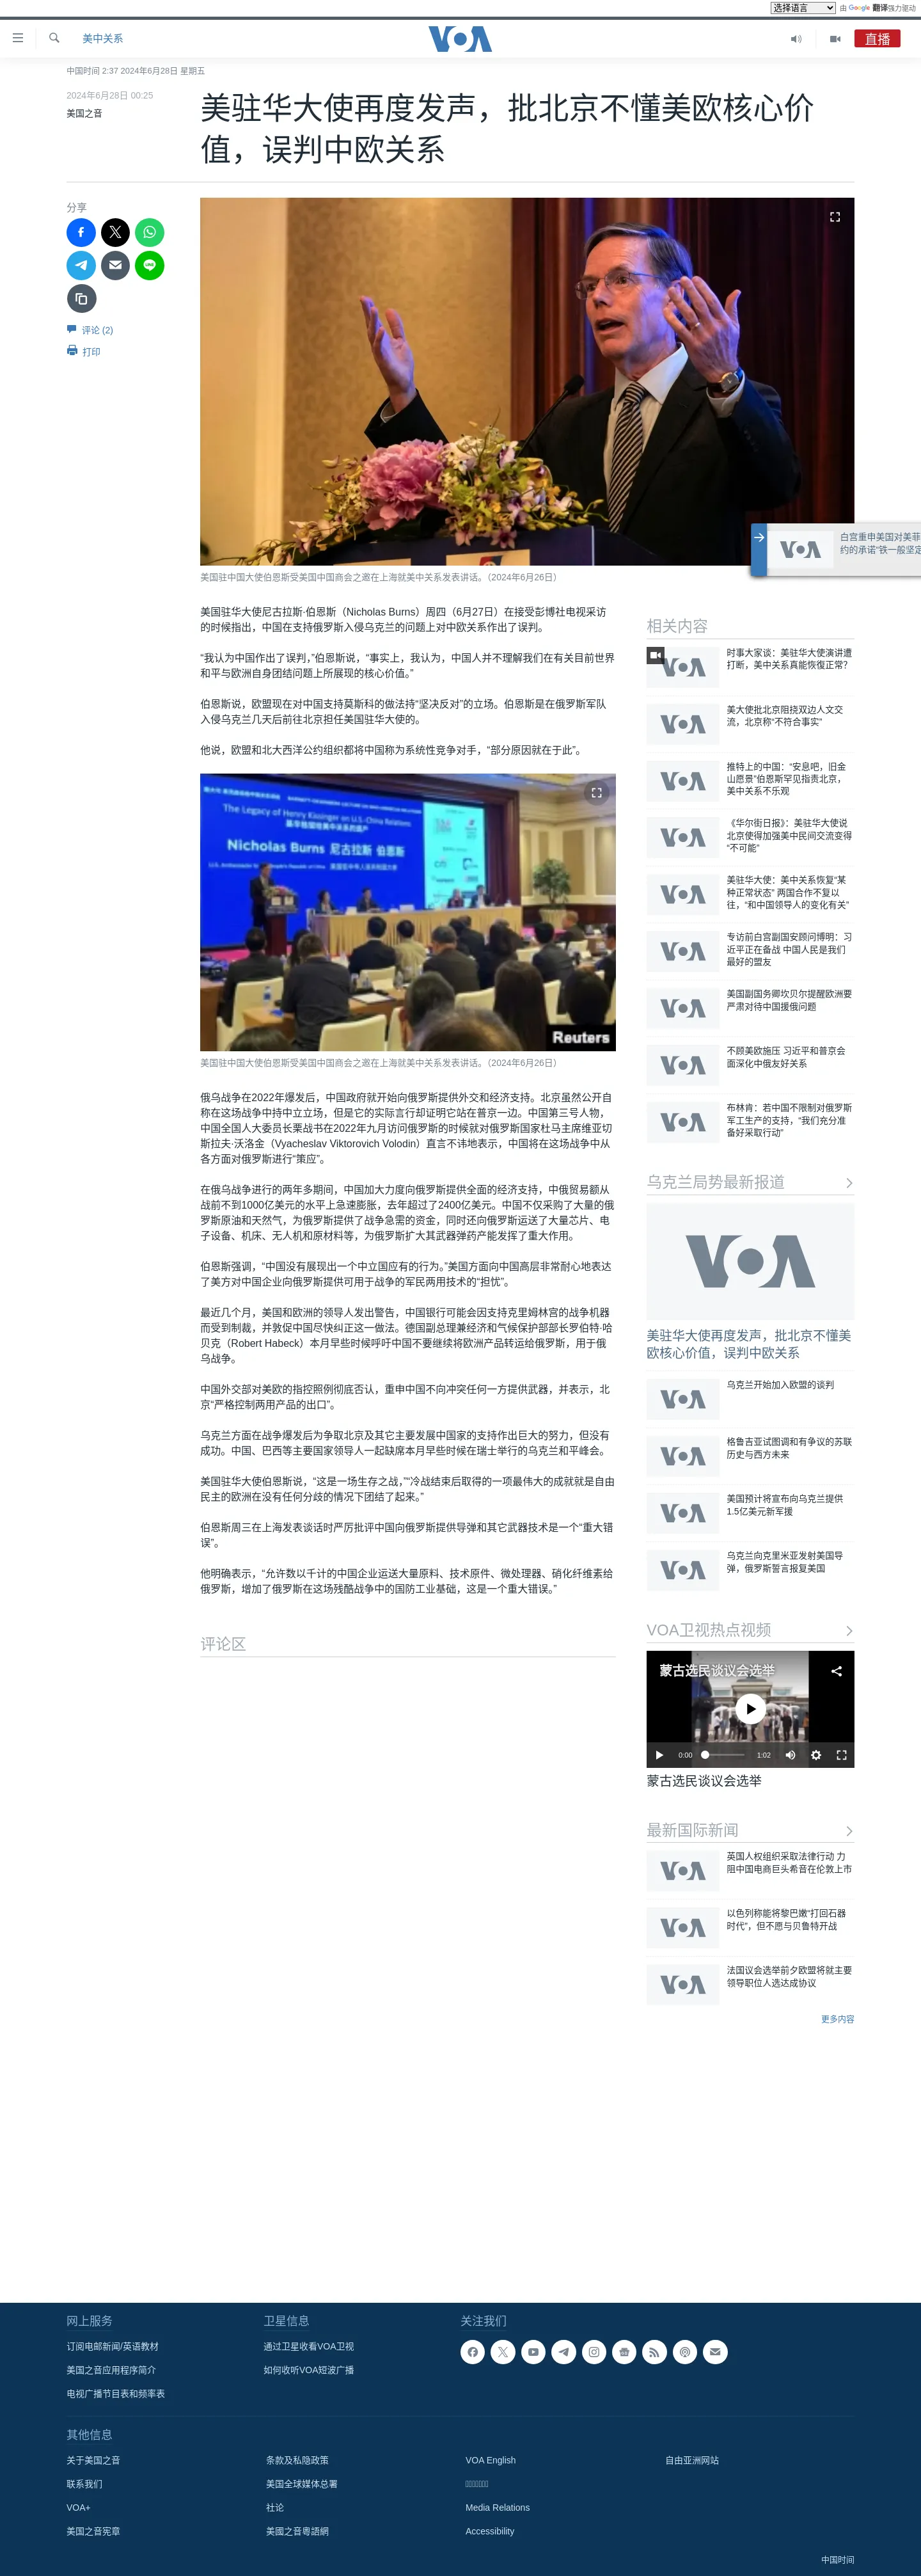 选择语言
由 Google 翻译强力驱动
美中关系
VOA
直播
中国时间 2:37 2024年6月28日 星期五
2024年6月28日 00:25
美国之音
美驻华大使再度发声，批北京不懂美欧核心价
值，误判中欧关系
分享
评论 (2)
打印
美国驻中国大使伯恩斯受美国中国商会之邀在上海就美中关系发表讲话。（2024年6月26日）
白宫重申美国对美菲
约的承诺“铁一般坚定
VOA
美国驻华大使尼古拉斯·伯恩斯（Nicholas Burns）周四（6月27日）在接受彭博社电视采访
的时候指出，中国在支持俄罗斯入侵乌克兰的问题上对中欧关系作出了误判。
“我认为中国作出了误判，”伯恩斯说，“事实上，我认为，中国人并不理解我们在有关目前世界
和平与欧洲自身团结问题上所展现的核心价值。”
伯恩斯说，欧盟现在对中国支持莫斯科的做法持“坚决反对”的立场。伯恩斯是在俄罗斯军队
入侵乌克兰几天后前往北京担任美国驻华大使的。
他说，欧盟和北大西洋公约组织都将中国称为系统性竞争对手，“部分原因就在于此”。
The Legacy of Henry Kissinger in U.S.-China Relations
Nicholas Burns 尼古拉斯 伯恩斯
Reuters
美国驻中国大使伯恩斯受美国中国商会之邀在上海就美中关系发表讲话。（2024年6月26日）
俄乌战争在2022年爆发后，中国政府就开始向俄罗斯提供外交和经济支持。北京虽然公开自
称在这场战争中持中立立场，但是它的实际言行却证明它站在普京一边。中国第三号人物，
中国全国人大委员长栗战书在2022年九月访问俄罗斯的时候就对俄罗斯国家杜马主席维亚切
斯拉夫·沃洛金（Vyacheslav Viktorovich Volodin）直言不讳地表示，中国将在这场战争中从
各方面对俄罗斯进行“策应”。
在俄乌战争进行的两年多期间，中国加大力度向俄罗斯提供全面的经济支持，中俄贸易额从
战前不到1000亿美元的水平上急速膨胀，去年超过了2400亿美元。中国不仅采购了大量的俄
罗斯原油和天然气，为俄罗斯提供了战争急需的资金，同时还向俄罗斯运送了大量芯片、电
子设备、机床、无人机和原材料等，为俄罗斯扩大其武器弹药产能发挥了重大作用。
伯恩斯强调，“中国没有展现出一个中立国应有的行为。”美国方面向中国高层非常耐心地表达
了美方对中国企业向俄罗斯提供可用于战争的军民两用技术的“担忧”。
最近几个月，美国和欧洲的领导人发出警告，中国银行可能会因支持克里姆林宫的战争机器
而受到制裁，并敦促中国尽快纠正这一做法。德国副总理兼经济和气候保护部部长罗伯特·哈
贝克（Robert Habeck）本月早些时候呼吁中国不要继续将欧洲产品转运给俄罗斯，用于俄
乌战争。
中国外交部对美欧的指控照例彻底否认，重申中国不向冲突任何一方提供武器，并表示，北
京“严格控制两用产品的出口”。
乌克兰方面在战争爆发后为争取北京及其它主要发展中国家的支持作出巨大的努力，但没有
成功。中国、巴西等主要国家领导人一起缺席本月早些时候在瑞士举行的乌克兰和平峰会。
美国驻华大使伯恩斯说，“这是一场生存之战，”“冷战结束后取得的一项最伟大的成就就是自由
民主的欧洲在没有任何分歧的情况下团结了起来。”
伯恩斯周三在上海发表谈话时严厉批评中国向俄罗斯提供导弹和其它武器技术是一个“重大错
误”。
他明确表示，“允许数以千计的中国企业运送大量原料、技术原件、微处理器、硝化纤维素给
俄罗斯，增加了俄罗斯在这场残酷战争中的国防工业基础，这是一个重大错误。”
评论区
相关内容
VOA
时事大家谈：美驻华大使演讲遭
打断，美中关系真能恢復正常？
VOA
美大使批北京阻挠双边人文交
流，北京称“不符合事实”
VOA
推特上的中国：“安息吧，旧金
山愿景”伯恩斯罕见指责北京，
美中关系不乐观
VOA
《华尔街日报》：美驻华大使说
北京使得加强美中民间交流变得
“不可能”
VOA
美驻华大使：美中关系恢复“某
种正常状态” 两国合作不复以
往，“和中国领导人的变化有关”
VOA
专访前白宫副国安顾问博明：习
近平正在备战 中国人民是我们
最好的盟友
VOA
美国副国务卿坎贝尔提醒欧洲要
严肃对待中国援俄问题
VOA
不顾美欧施压 习近平和普京会
面深化中俄友好关系
VOA
布林肯：若中国不限制对俄罗斯
军工生产的支持，“我们充分准
备好采取行动”
VOA
乌克兰局势最新报道
VOA
美驻华大使再度发声，批北京不懂美
欧核心价值，误判中欧关系
VOA
乌克兰开始加入欧盟的谈判
VOA
格鲁吉亚试图调和有争议的苏联
历史与西方未来
VOA
美国预计将宣布向乌克兰提供
1.5亿美元新军援
VOA
乌克兰向克里米亚发射美国导
弹，俄罗斯誓言报复美国
VOA卫视热点视频
蒙古选民谈议会选举
0:00
1:02
蒙古选民谈议会选举
最新国际新闻
VOA
英国人权组织采取法律行动 力
阻中国电商巨头希音在伦敦上市
VOA
以色列称能将黎巴嫩“打回石器
时代”，但不愿与贝鲁特开战
VOA
法国议会选举前夕欧盟将就主要
领导职位人选达成协议
更多内容
网上服务
订阅电邮新闻/英语教材
美国之音应用程序简介
电视广播节目表和频率表
卫星信息
通过卫星收看VOA卫视
如何收听VOA短波广播
关注我们
其他信息
关于美国之音
联系我们
VOA+
美国之音宪章
条款及私隐政策
美国全球媒体总署
社论
美國之音粵語網
VOA English
Media Relations
Accessibility
自由亚洲网站
中国时间